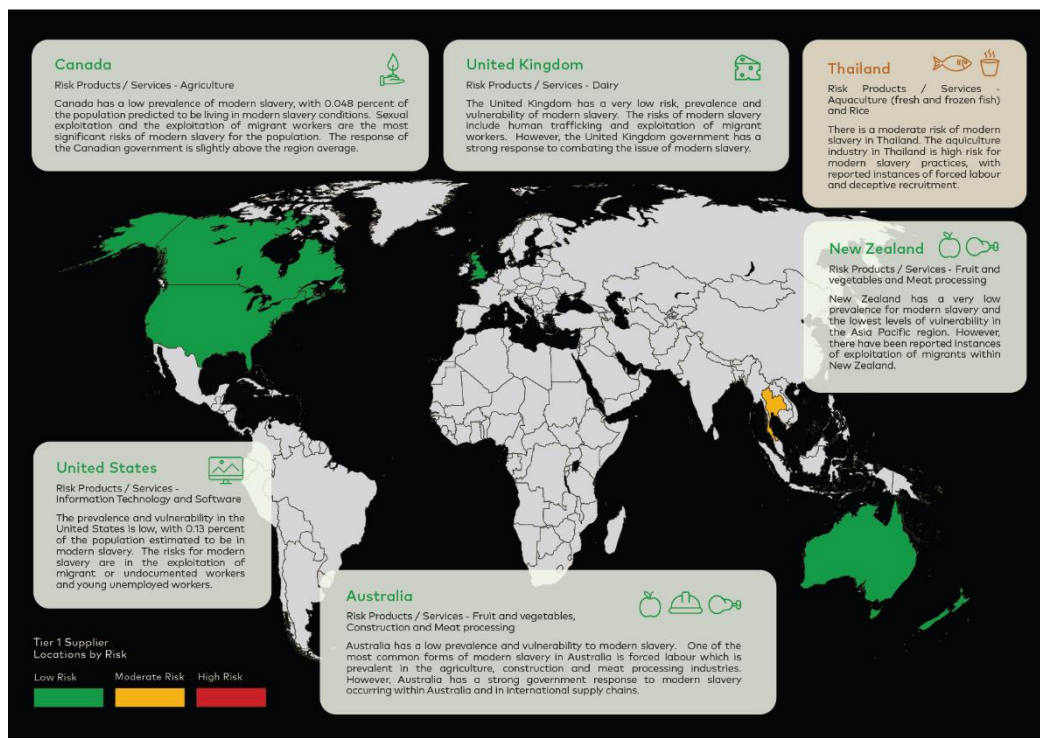 Canada
Risk Products / Services - Agriculture
Canada has a low prevalence of modern slavery, with 0.048 percent of
the population predicted to be living in modern slavery conditions. Sexual
exploitation and the exploitation of migrant workers are the most
significant risks of modern slavery for the population. The response of
the Canadian government is slightly above the region average.
United Kingdom
Risk Products / Services - Dairy
The United Kingdom has a very low risk, prevalence and
vulnerability of modern slavery. The risks of modern slavery
include human trafficking and exploitation of migrant
workers. However, the United Kingdom government has a
strong response to combating the issue of modern slavery.
Thailand
Risk Products / Services -
Aquaculture (fresh and frozen fish)
and Rice
There is a moderate risk of modern
slavery in Thailand. The aquiculture
industry in Thailand is high risk for
modern slavery practices, with
reported instances of forced labour
and deceptive recruitment.
New Zealand
Risk Products / Services - Fruit and
vegetables and Meat processing
New Zealand has a very low
prevalence for modern slavery and
the lowest levels of vulnerability in
the Asia Pacific region. However,
there have been reported instances
of exploitation of migrants within
New Zealand.
United States
Risk Products / Services -
Information Technology and Software
The prevalence and vulnerability in the
United States is low, with 0.13 percent
of the population estimated to be in
modern slavery. The risks for modern
slavery are in the exploitation of
migrant or undocumented workers
and young unemployed workers.
Australia
Risk Products / Services - Fruit and vegetables,
Construction and Meat processing
Australia has a low prevalence and vulnerability to modern slavery. One of the
most common forms of modern slavery in Australia is forced labour which is
prevalent in the agriculture, construction and meat processing industries.
However, Australia has a strong government response to modern slavery
occurring within Australia and in international supply chains.
Tier 1 Supplier
Locations by Risk
Low Risk
Moderate Risk
High Risk